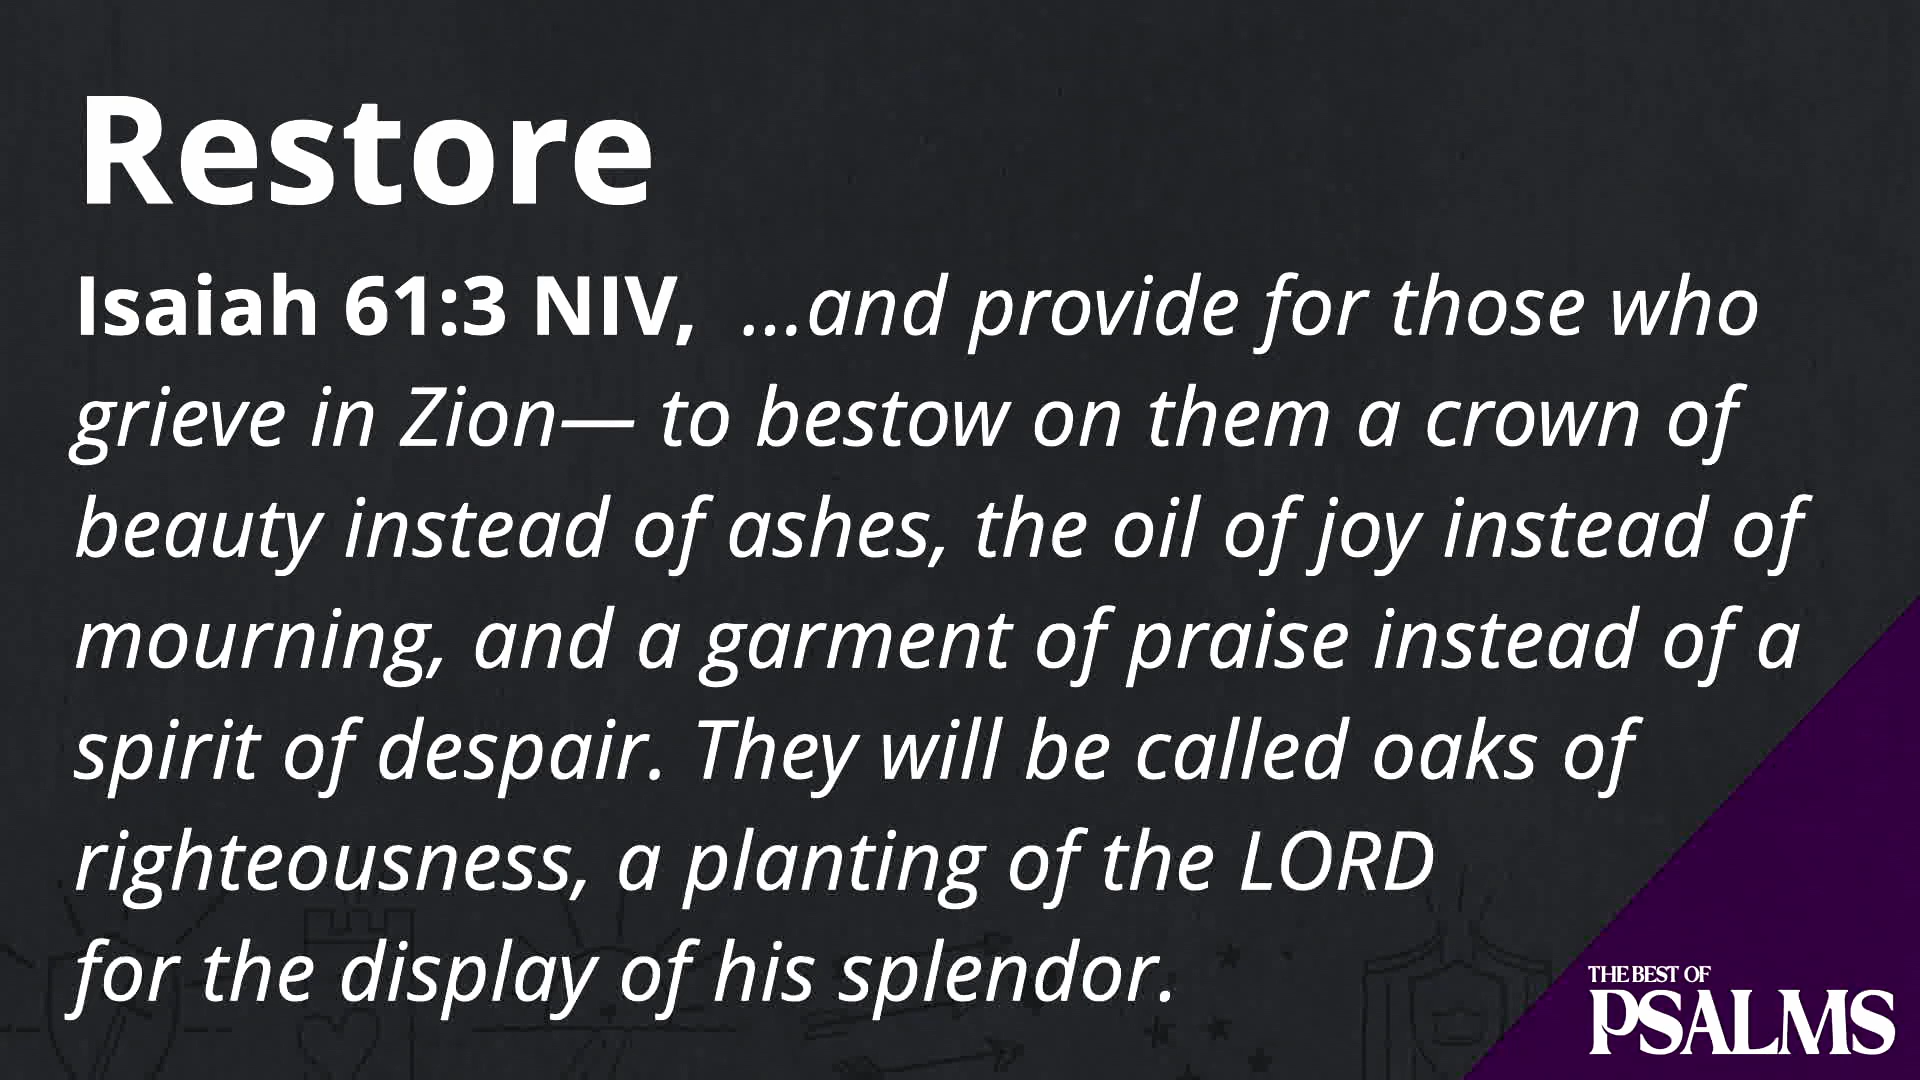 Restore
Isaiah 61:3 NIV, ...and provide for those who
grieve in Zion— to bestow on them a crown of
beauty instead of ashes, the oil of joy instead of
mourning, and a garment of praise instead of a
spirit of despair. They will be called oaks of
righteousness, a planting of the LORD
for the display of his splendor.
THE BEST OF
PSALMS